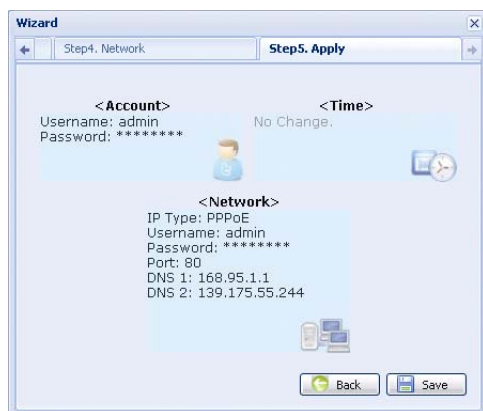 Wizard
Step4. Network
Step5. Apply
<Account>
Username: admin
Password: ********
<Time>
No Change.
<Network>
IP Type: PPPoE
Username: admin
Password: ********
Port: 80
DNS 1: 168.95.1.1
DNS 2: 139.175.55.244
Back
Save